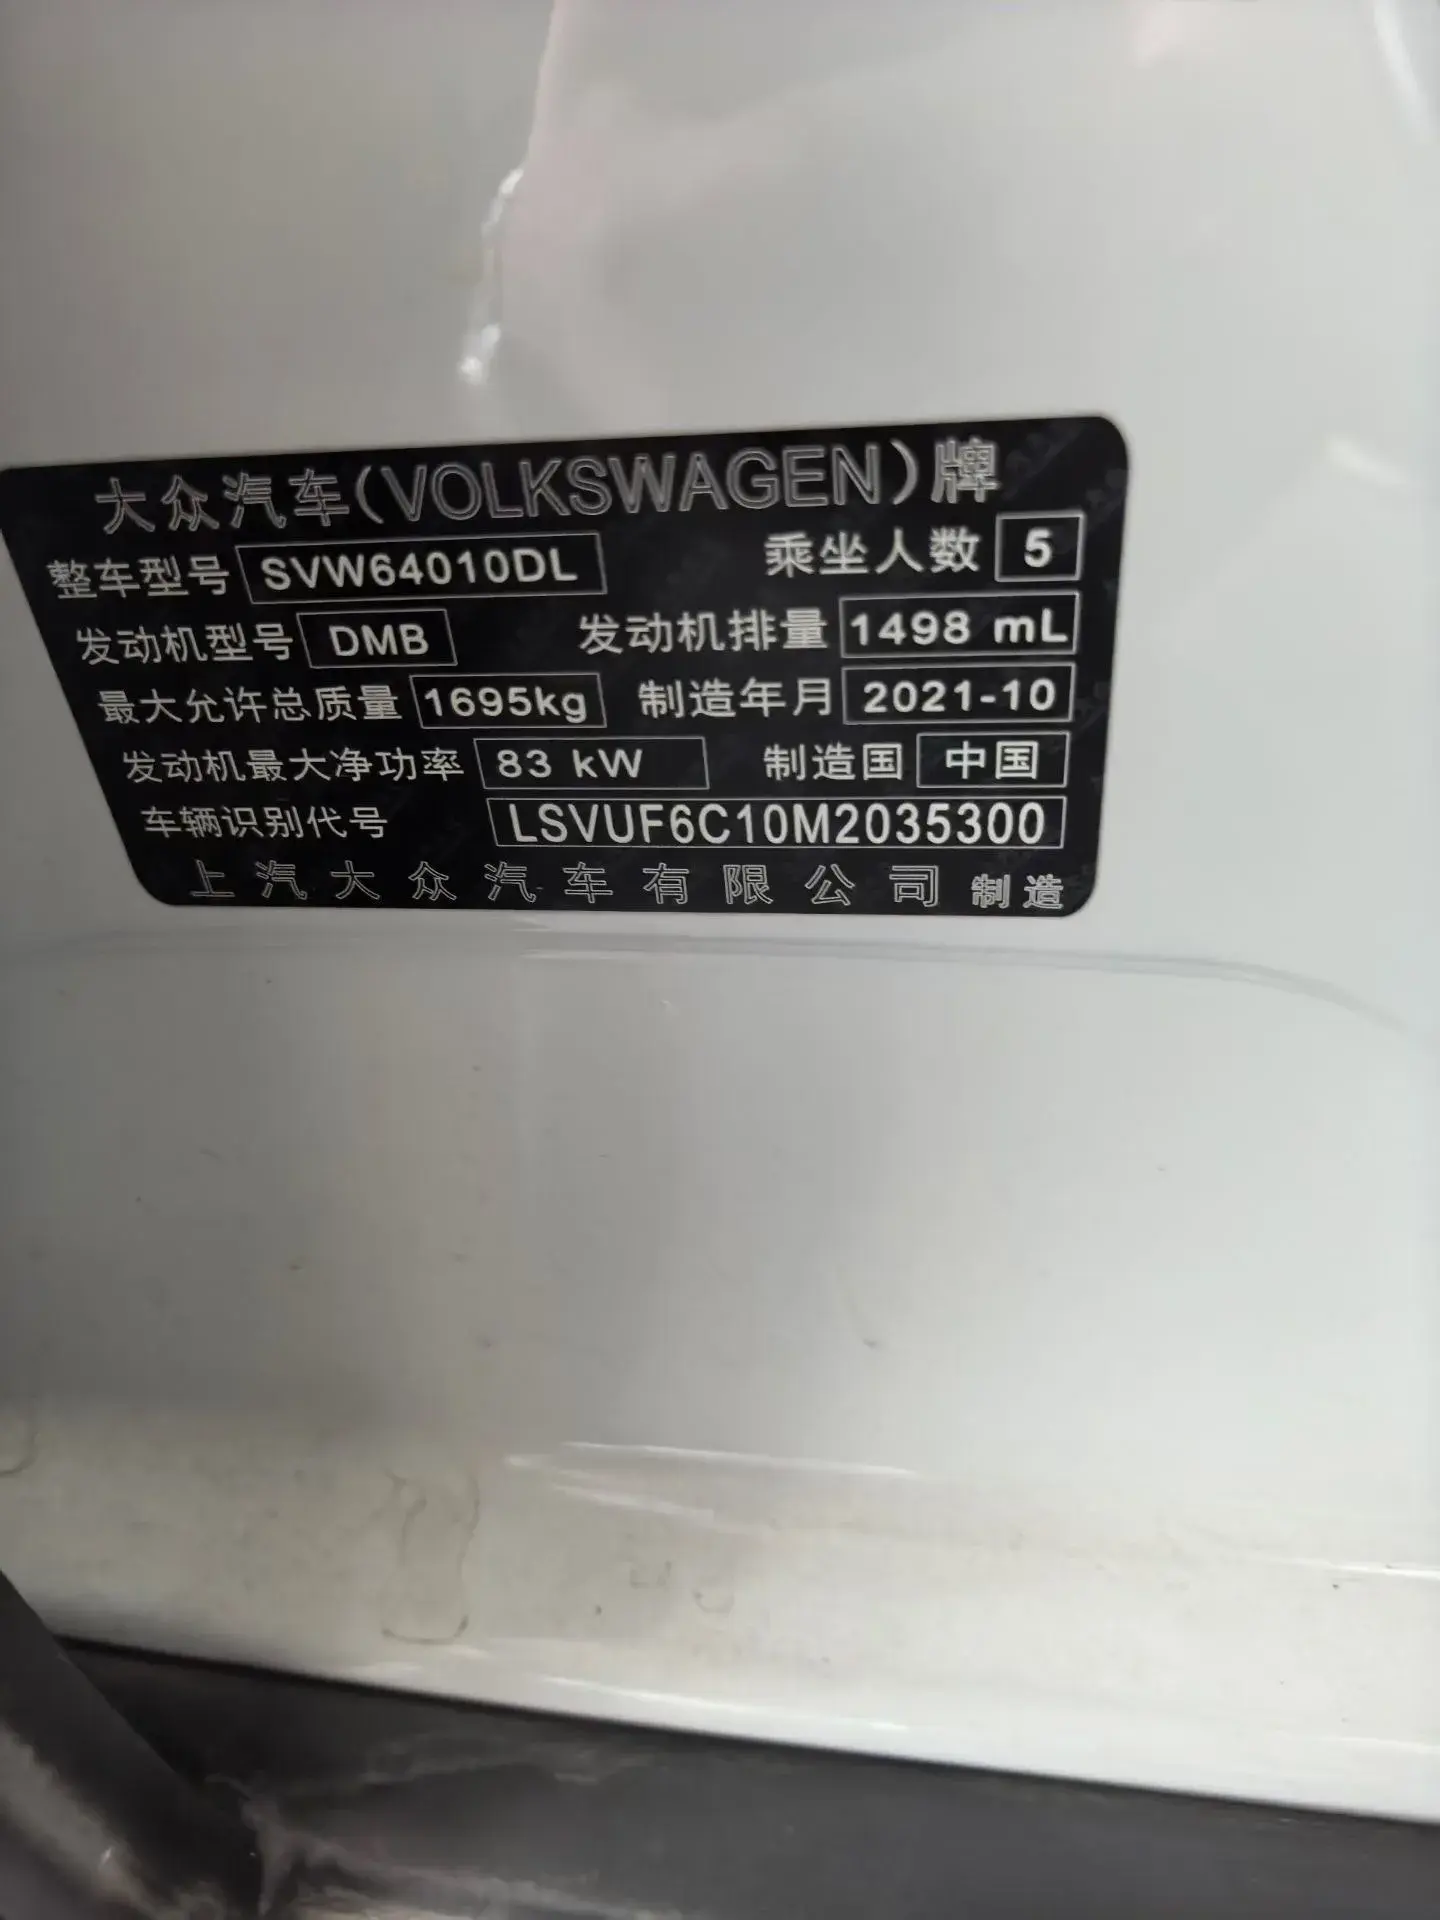 大众汽车(VOLKSWAGEN)牌
整车型号 SVW64010DL 乘坐人数 5
发动机型号 DMB 发动机排量 1498 mL
最大允许总质量 1695kg 制造年月 2021-10
发动机最大净功率 83 kW 制造国 中国
车辆识别代号 LSVUF6C10M2035300
上汽大众汽车有限公司 制造